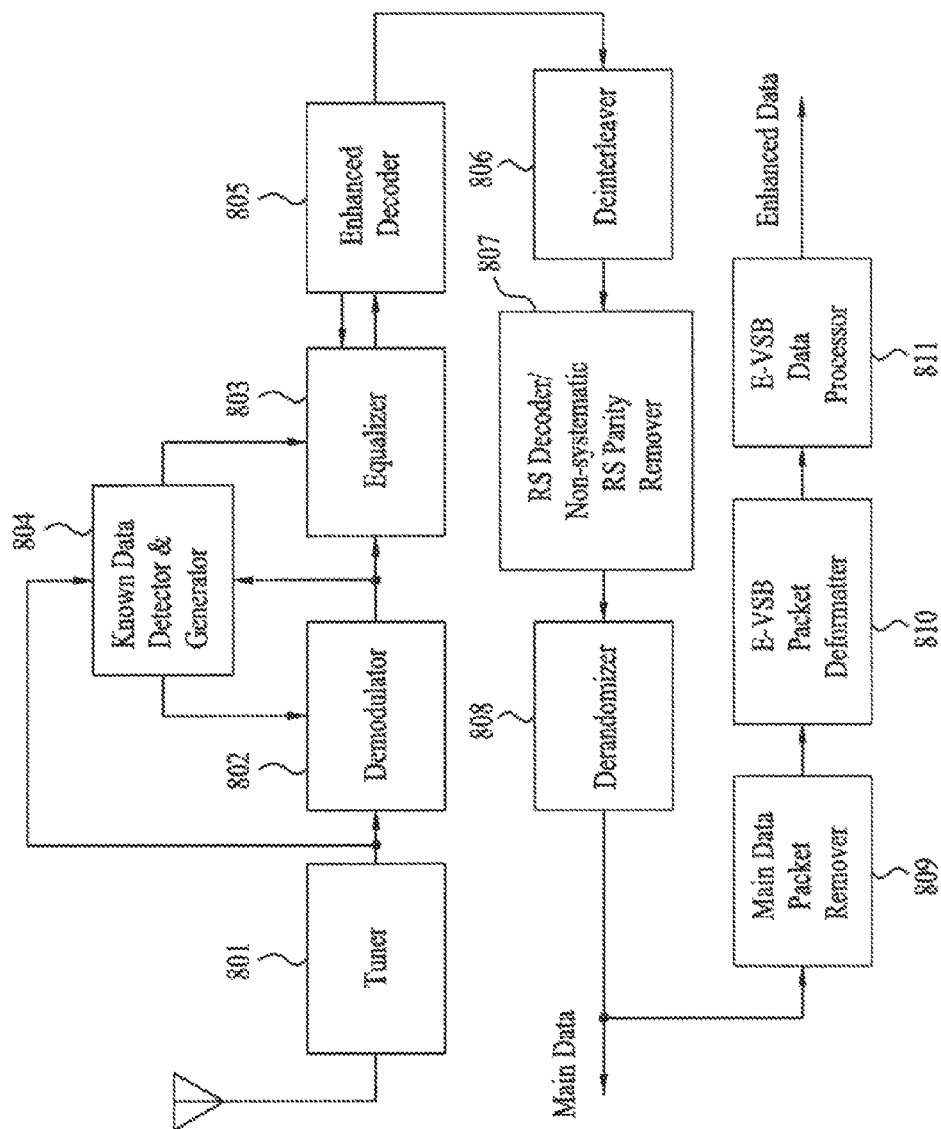 801
Tuner
802
Demodulator
804
Known Data
Detector &
Generator
803
Equalizer
805
Enhanced
Decoder
806
Deinterleaver
807
RS Decoder/
Non-systematic
RS Parity
Remover
808
Derandomizer
Main Data
Main Data
Packet
Remover
809
E-VSB
Packet
Deformatter
810
E-VSB
Data
Processor
811
Enhanced Data